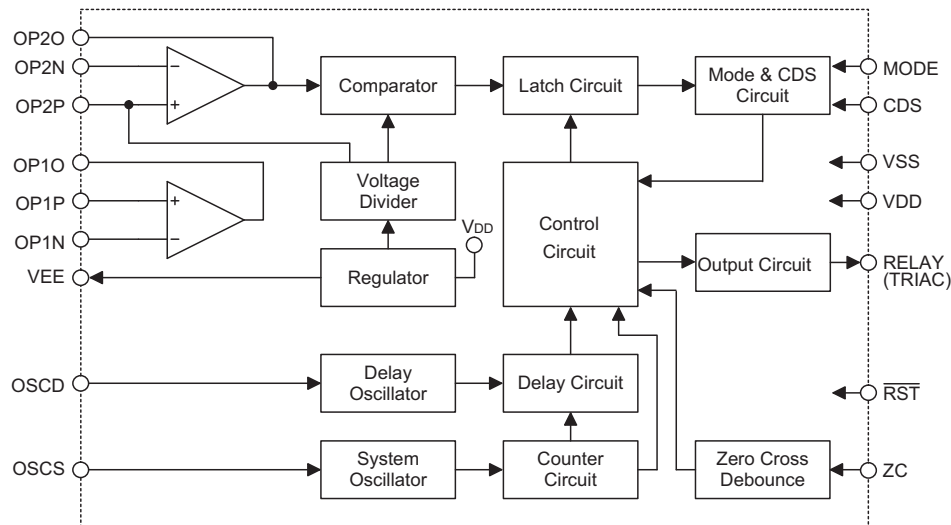 OP2O
OP2N
OP2P
OP1O
OP1P
OP1N
VEE
OSCD
OSCS
−
+
+
−
Comparator
Voltage
Divider
Regulator
VDD
Delay
Oscillator
System
Oscillator
Latch Circuit
Control
Circuit
Delay Circuit
Counter
Circuit
Mode & CDS
Circuit
Output Circuit
Zero Cross
Debounce
MODE
CDS
VSS
VDD
RELAY
(TRIAC)
R̅S̅T̅
ZC